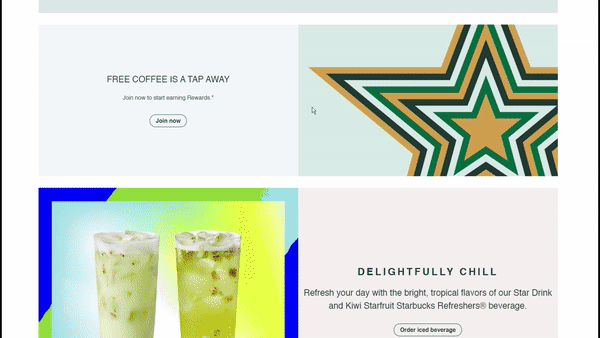 FREE COFFEE IS A TAP AWAY
Join now to start earning Rewards.*
Join now
DELIGHTFULLY CHILL
Refresh your day with the bright, tropical flavors of our Star Drink
and Kiwi Starfruit Starbucks Refreshers® beverage.
Order iced beverage